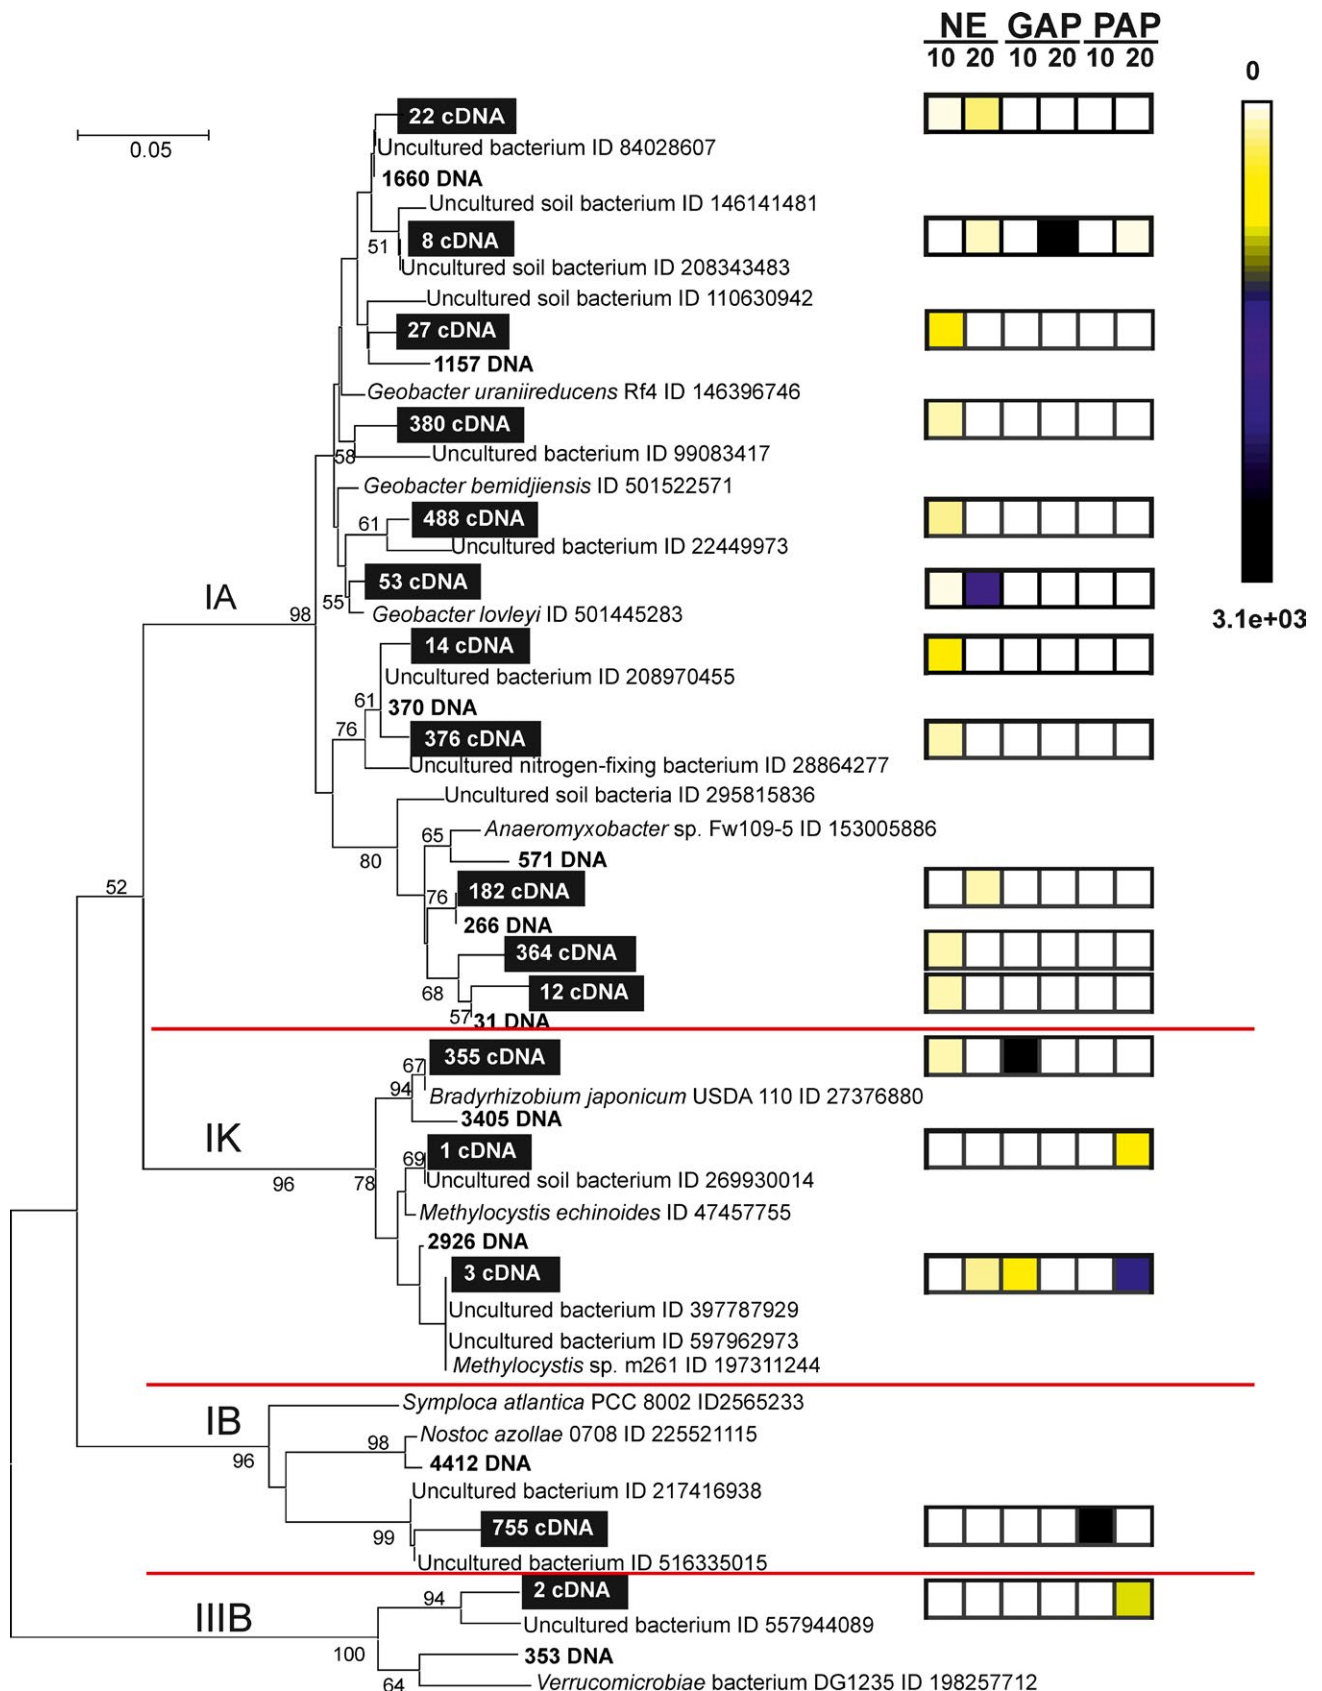 NE GAP PAP
10 20 10 20 10 20
0
22 cDNA
0.05
Uncultured bacterium ID 84028607
1660 DNA
Uncultured soil bacterium ID 146141481
51
8 cDNA
Uncultured soil bacterium ID 208343483
Uncultured soil bacterium ID 110630942
27 cDNA
1157 DNA
Geobacter uraniireducens Rf4 ID 146396746
380 cDNA
58
Uncultured bacterium ID 99083417
Geobacter bemidjiensis ID 501522571
61
488 cDNA
Uncultured bacterium ID 22449973
53 cDNA
IA
55
98
Geobacter lovleyi ID 501445283
3.1e+03
14 cDNA
Uncultured bacterium ID 208970455
61
370 DNA
76
376 cDNA
Uncultured nitrogen-fixing bacterium ID 28864277
Uncultured soil bacteria ID 295815836
65
Anaeromyxobacter sp. Fw109-5 ID 153005886
80
571 DNA
52
76
182 cDNA
266 DNA
364 cDNA
68
12 cDNA
57
31 DNA
355 cDNA
67
94
Bradyrhizobium japonicum USDA 110 ID 27376880
3405 DNA
IK
1 cDNA
69
96
78
Uncultured soil bacterium ID 269930014
Methylocystis echinoides ID 47457755
2926 DNA
3 cDNA
Uncultured bacterium ID 397787929
Uncultured bacterium ID 597962973
Methylocystis sp. m261 ID 197311244
Symploca atlantica PCC 8002 ID2565233
IB
Nostoc azollae 0708 ID 225521115
98
96
4412 DNA
Uncultured bacterium ID 217416938
755 cDNA
99
Uncultured bacterium ID 516335015
2 cDNA
94
IIIB
Uncultured bacterium ID 557944089
100
353 DNA
64
Verrucomicrobiae bacterium DG1235 ID 198257712